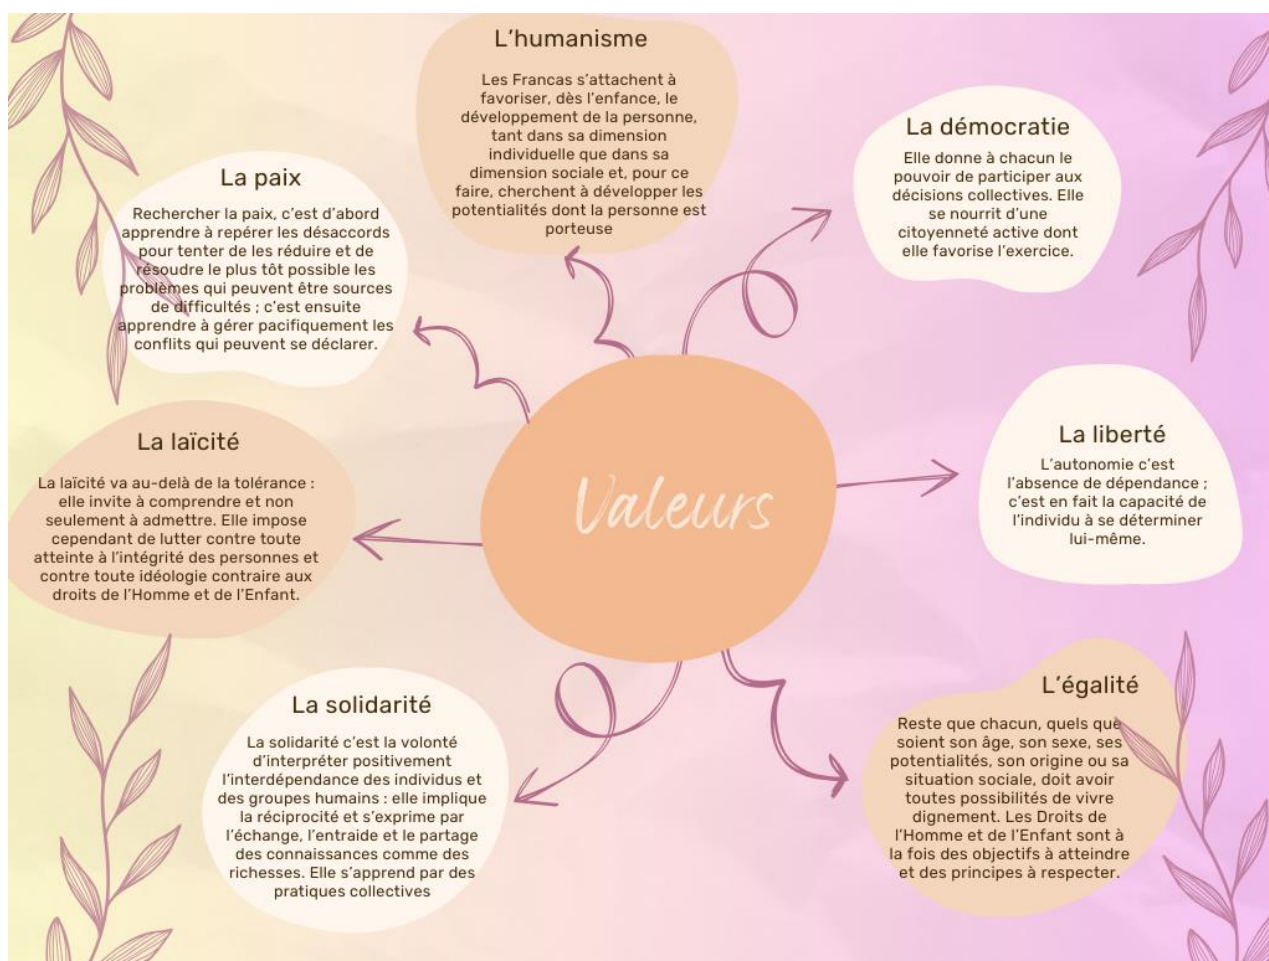 L'humanisme
Les Francas s'attachent à
favoriser, dès l'enfance, le
développement de la personne,
tant dans sa dimension
individuelle que dans sa
dimension sociale et, pour ce
faire, cherchent à développer les
potentialités dont la personne est
porteuse
La démocratie
Elle donne à chacun le
pouvoir de participer aux
décisions collectives. Elle
se nourrit d'une
citoyenneté active dont
elle favorise l'exercice.
La paix
Rechercher la paix, c'est d'abord
apprendre à repérer les désaccords
pour tenter de les réduire et de
résoudre le plus tôt possible les
problèmes qui peuvent être sources
de difficultés ; c'est ensuite
apprendre à gérer pacifiquement les
conflits qui peuvent se déclarer.
La laïcité
La laïcité va au-delà de la tolérance :
elle invite à comprendre et non
seulement à admettre. Elle impose
cependant de lutter contre toute
atteinte à l'intégrité des personnes et
contre toute idéologie contraire aux
droits de l'Homme et de l'Enfant.
Valeurs
La liberté
L'autonomie c'est
l'absence de dépendance ;
c'est en fait la capacité de
l'individu à se déterminer
lui-même.
La solidarité
La solidarité c'est la volonté
d'interpréter positivement
l'interdépendance des individus et
des groupes humains : elle implique
la réciprocité et s'exprime par
l'échange, l'entraide et le partage
des connaissances comme des
richesses. Elle s'apprend par des
pratiques collectives
L'égalité
Reste que chacun, quels que
soient son âge, son sexe, ses
potentialités, son origine ou sa
situation sociale, doit avoir
toutes possibilités de vivre
dignement. Les Droits de
l'Homme et de l'Enfant sont à
la fois des objectifs à atteindre
et des principes à respecter.